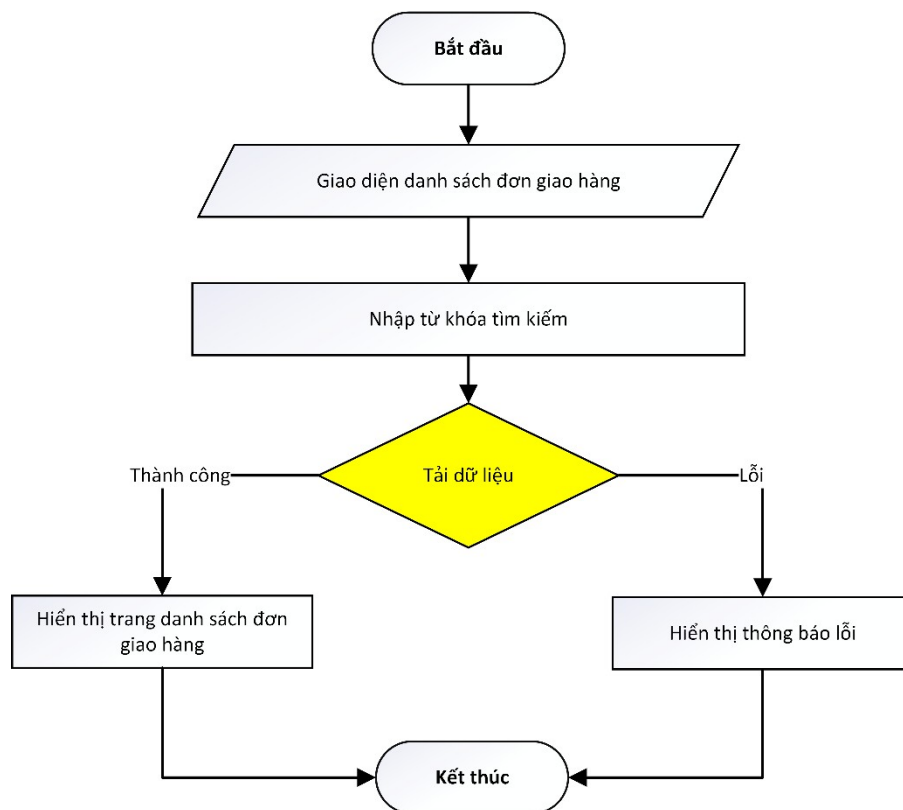 Bắt đầu
Giao diện danh sách đơn giao hàng
Nhập từ khóa tìm kiếm
Tải dữ liệu
Thành công
Lỗi
Hiển thị trang danh sách đơn
giao hàng
Hiển thị thông báo lỗi
Kết thúc